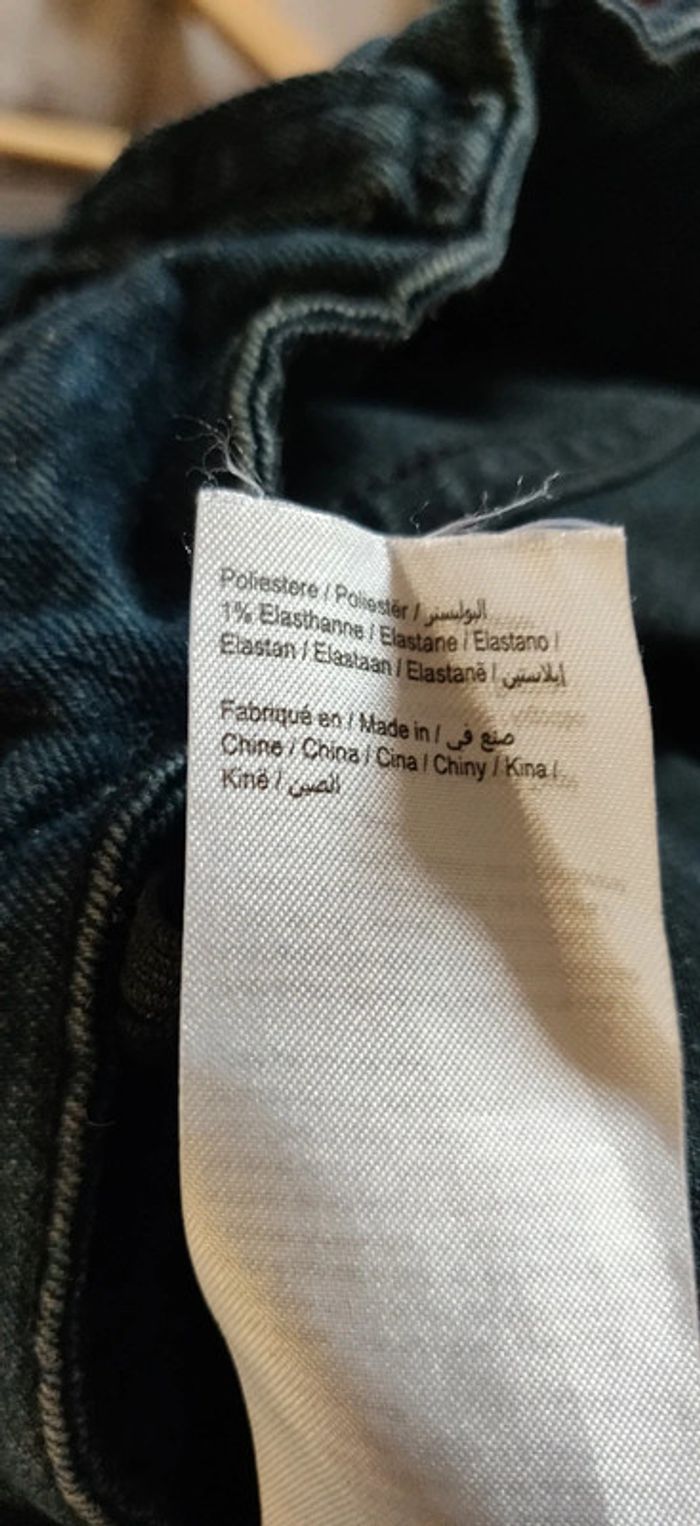 Poliestere / Poliestër / البوليستر
1% Elasthanne / Elastane / Elastano /
Elastan / Elastaan / Elastanë / إيلاستين
Fabriqué en / Made in / صنع في
Chine / China / Cina / Chiny / Kina /
Kinë / الصين